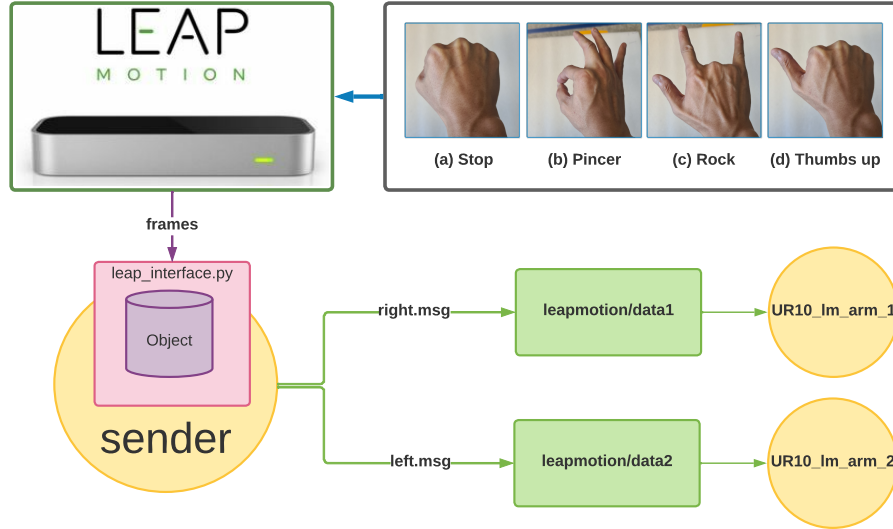 LEAP
MOTION
(a) Stop
(b) Pincer
(c) Rock
(d) Thumbs up
frames
leap_interface.py
Object
sender
right.msg
leapmotion/data1
UR10_lm_arm_1
left.msg
leapmotion/data2
UR10_lm_arm_2